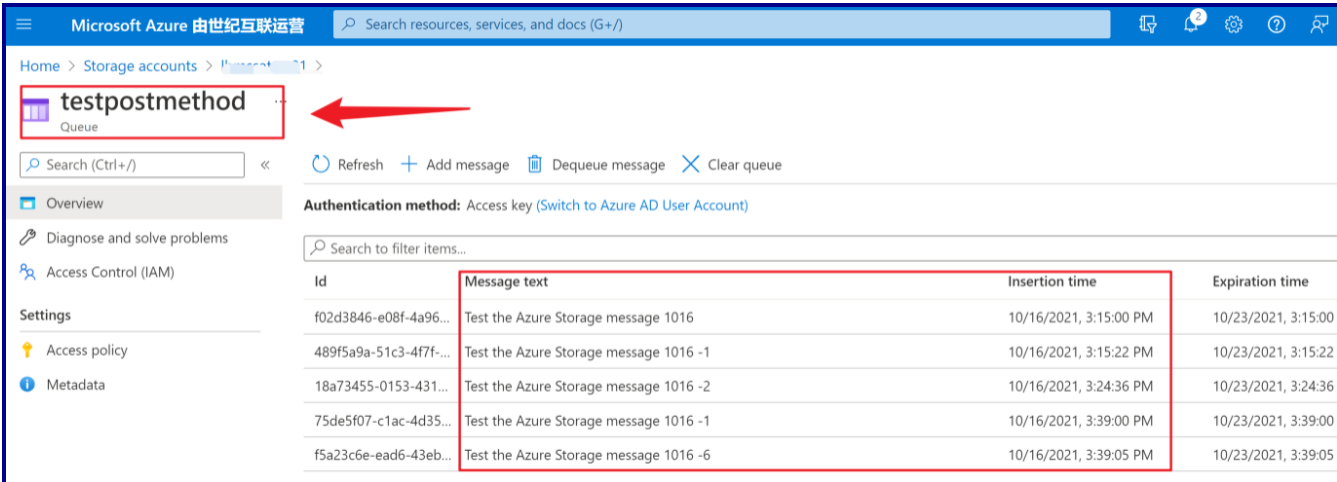 Microsoft Azure 由世纪互联运营 Search resources, services, and docs (G+/) 2
Home > Storage accounts > 1 >
testpostmethod ...
Queue
Search (Ctrl+/) «
Refresh Add message Dequeue message Clear queue
Overview
Authentication method: Access key (Switch to Azure AD User Account)
Diagnose and solve problems
Search to filter items...
Access Control (IAM)
Id Message text Insertion time Expiration time
Settings
f02d3846-e08f-4a96... Test the Azure Storage message 1016 10/16/2021, 3:15:00 PM 10/23/2021, 3:15:00
Access policy
489f5a9a-51c3-4f7f-... Test the Azure Storage message 1016 -1 10/16/2021, 3:15:22 PM 10/23/2021, 3:15:22
Metadata
18a73455-0153-431... Test the Azure Storage message 1016 -2 10/16/2021, 3:24:36 PM 10/23/2021, 3:24:36
75de5f07-c1ac-4d35... Test the Azure Storage message 1016 -1 10/16/2021, 3:39:00 PM 10/23/2021, 3:39:00
f5a23c6e-ead6-43eb... Test the Azure Storage message 1016 -6 10/16/2021, 3:39:05 PM 10/23/2021, 3:39:05